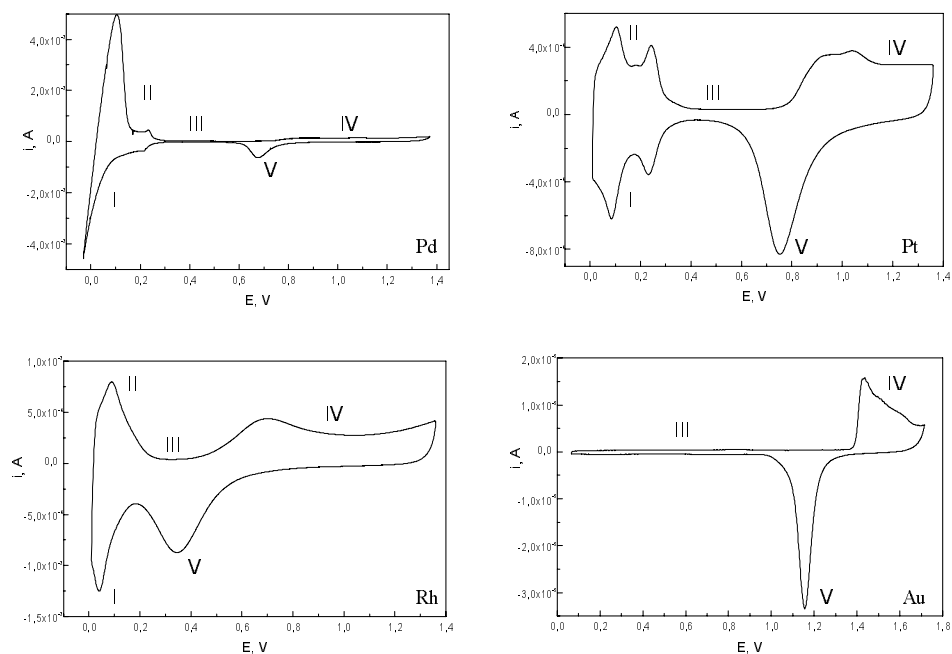 4,0x10⁻³
2,0x10⁻³
0,0
-2,0x10⁻³
-4,0x10⁻³
i, A
I
II
III
IV
V
Pd
0,0 0,2 0,4 0,6 0,8 1,0 1,2 1,4
E, V
4,0x10
0,0
-4,0x10
-8,0x10
i, A
I
II
III
IV
V
Pt
0,0 0,2 0,4 0,6 0,8 1,0 1,2 1,4
E, V
1,0x10
5,0x10
0,0
-5,0x10
-1,0x10
-1,5x10
i, A
I
II
III
IV
V
Rh
0,0 0,2 0,4 0,6 0,8 1,0 1,2 1,4
E, V
2,0x10
1,0x10
0,0
-1,0x10
-2,0x10
-3,0x10
i, A
III
IV
V
Au
0,0 0,2 0,4 0,6 0,8 1,0 1,2 1,4 1,6 1,8
E, V